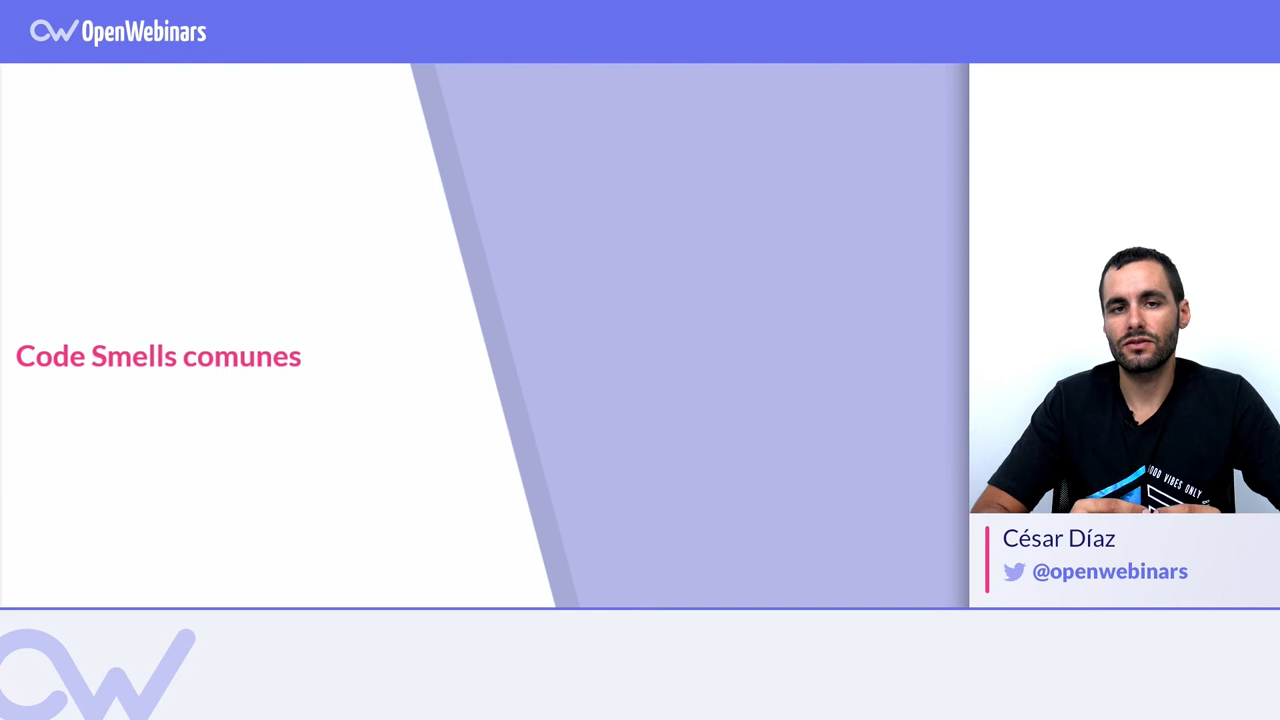 OpenWebinars
Code Smells comunes
GOOD VIBES ONLY
César Díaz
@openwebinars